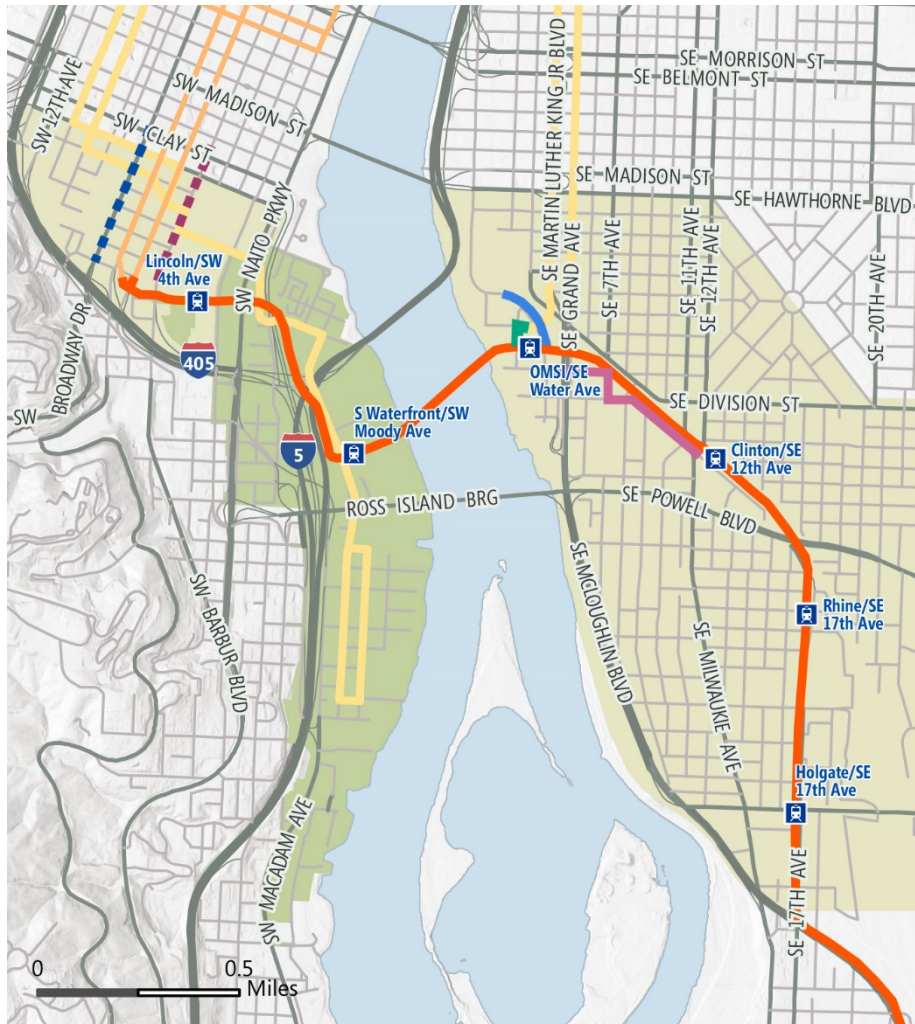 SE MORRISON ST
SE BELMONT ST
SW 12TH AVE
SW MADISON ST
SW CLAY ST
SE MARTIN LUTHER KING JR BLVD
SE GRAND AVE
SE MADISON ST
SE HAWTHORNE BLVD
SE 7TH AVE
SE 11TH AVE
SE 12TH AVE
SE 20TH AVE
SW NAITO PKWY
Lincoln/SW
4th Ave
SW BROADWAY DR
405
OMSI/SE
Water Ave
SE DIVISION ST
S Waterfront/SW
Moody Ave
5
Clinton/SE
12th Ave
ROSS ISLAND BRG
SE POWELL BLVD
SW BARBUR BLVD
SE MCLOUGHLIN BLVD
Rhine/SE
17th Ave
SE MILWAUKIE AVE
Holgate/SE
17th Ave
SW MACADAM AVE
SE 17TH AVE
0
0.5
Miles